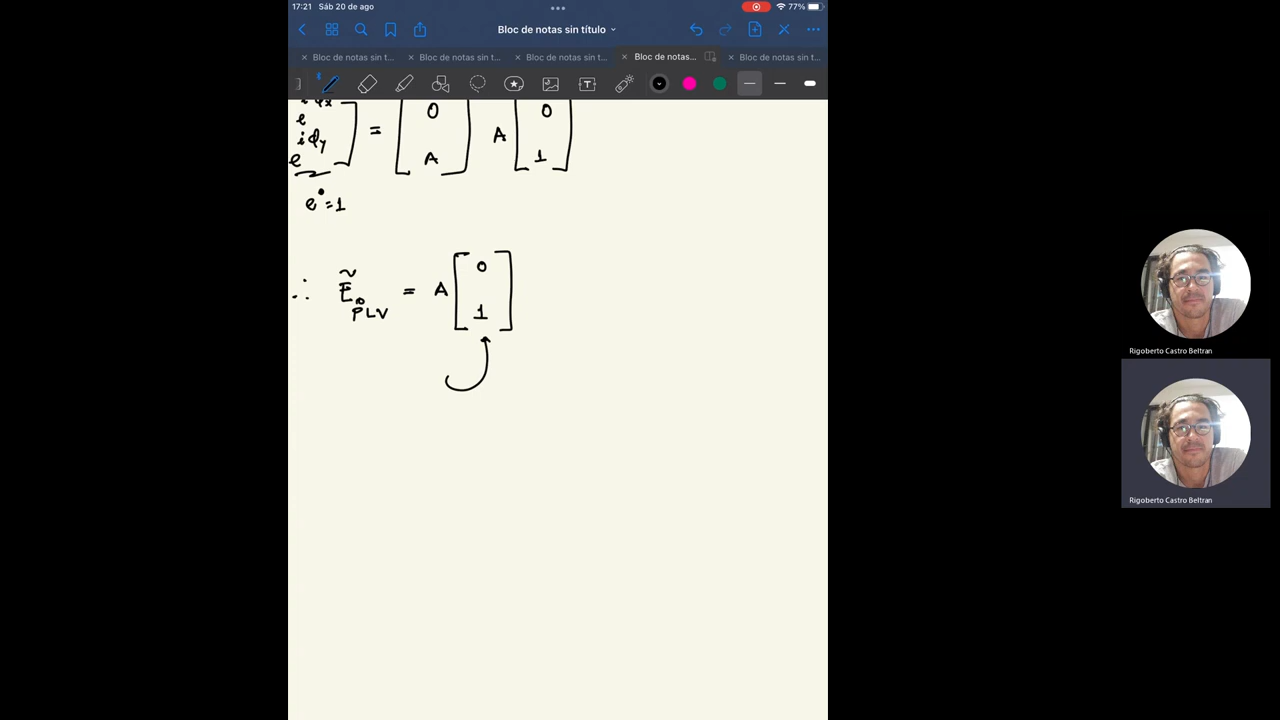 17:21 Sáb 20 de ago
77%
Bloc de notas sin título
Bloc de notas sin t...
Bloc de notas sin t...
Bloc de notas sin t...
Bloc de notas...
Bloc de notas sin t...
e
0
0
e^{iφy}
=
A
A
1
e⁰=1
∴ Ẽ₀ PLV = A [0 1]
Rigoberto Castro Beltran
Rigoberto Castro Beltran